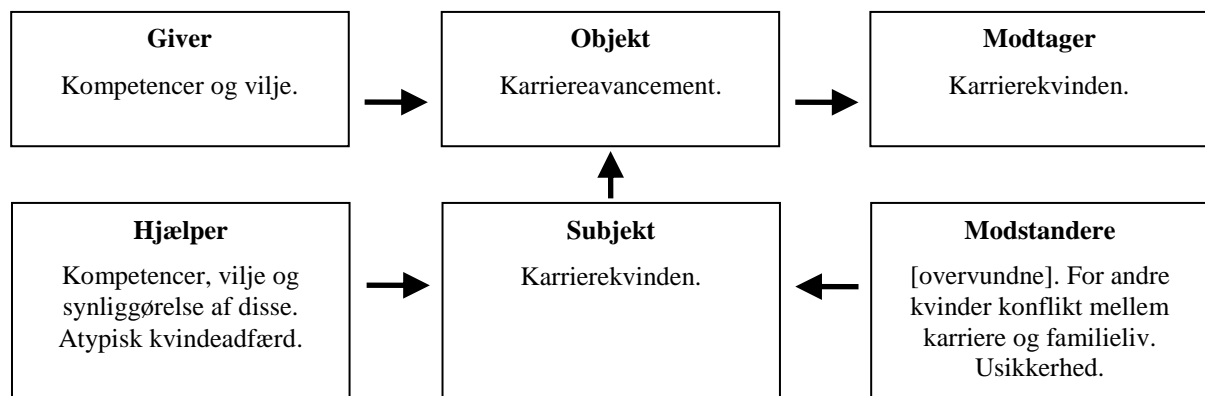 Giver
Kompetencer og vilje.
Objekt
Karriereavancement.
Modtager
Karrierekvinden.
Hjælper
Kompetencer, vilje og
synliggørelse af disse.
Atypisk kvindeadfærd.
Subjekt
Karrierekvinden.
Modstandere
[overvundne]. For andre
kvinder konflikt mellem
karriere og familieliv.
Usikkerhed.